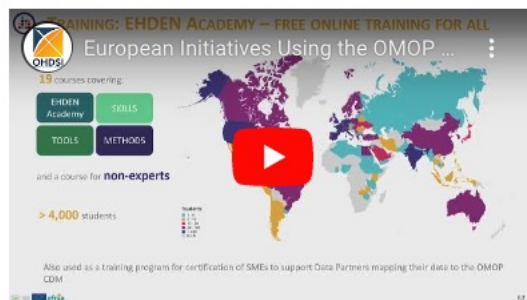 TRAINING: EHDEN ACADEMY – FREE ONLINE TRAINING FOR ALL
OHDSI
European Initiatives Using the OMOP ...
19 courses covering:
EHDEN
Academy
SKILLS
TOOLS
METHODS
and a course for non-experts
> 4,000 students
Students
Also used as a training program for certification of SMEs to support Data Partners mapping their data to the OMOP
CDM
efpia